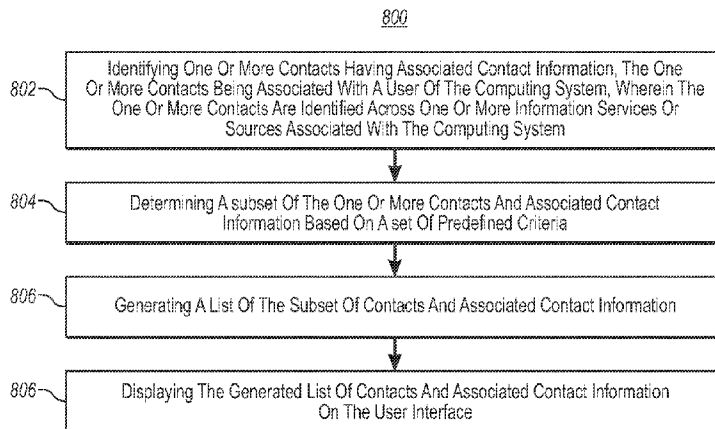 800
802
Identifying One Or More Contacts Having Associated Contact Information, The One
Or More Contacts Being Associated With A User Of The Computing System, Wherein The
One Or More Contacts Are Identified Across One Or More Information Services Or
Sources Associated With The Computing System
804
Determining A subset Of The One Or More Contacts And Associated Contact
Information Based On A set Of Predefined Criteria
806
Generating A List Of The Subset Of Contacts And Associated Contact Information
806
Displaying The Generated List Of Contacts And Associated Contact Information
On The User Interface